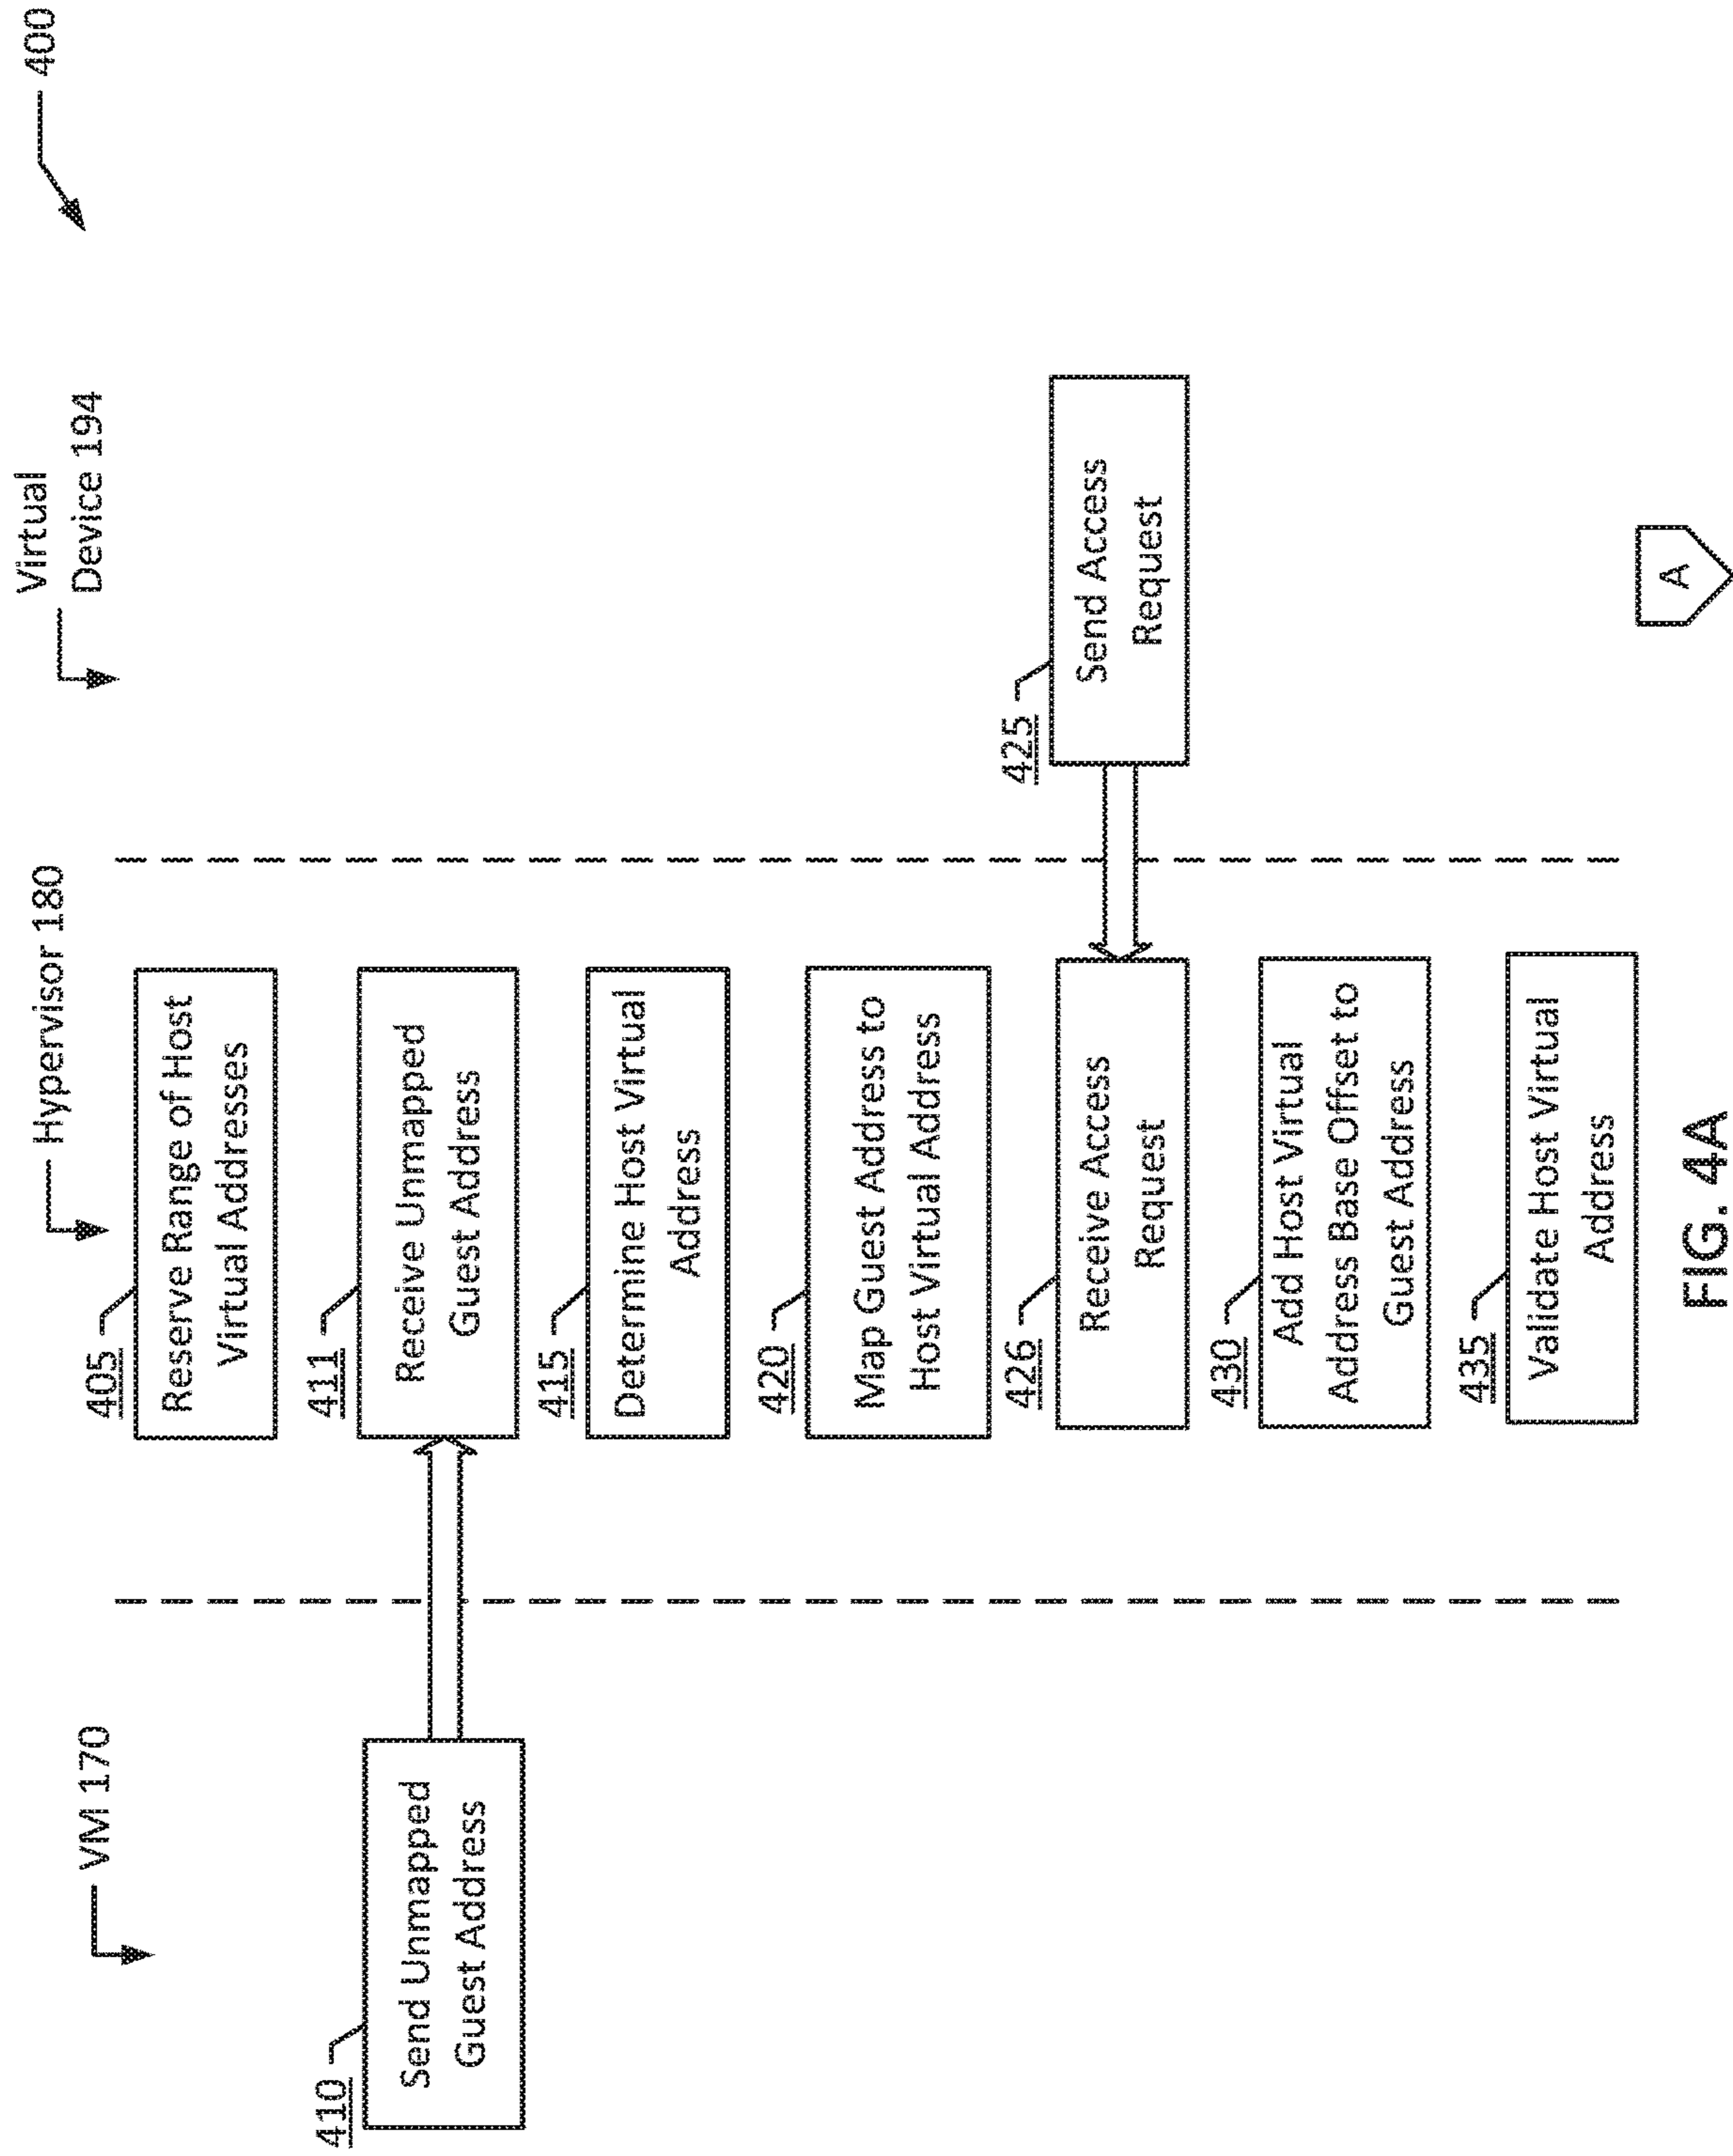 400
VM 170
Hypervisor 180
Virtual
Device 194
405
Reserve Range of Host
Virtual Addresses
410
Send Unmapped
Guest Address
411
Receive Unmapped
Guest Address
415
Determine Host Virtual
Address
420
Map Guest Address to
Host Virtual Address
425
Send Access
Request
426
Receive Access
Request
430
Add Host Virtual
Address Base Offset to
Guest Address
435
Validate Host Virtual
Address
A
FIG. 4A